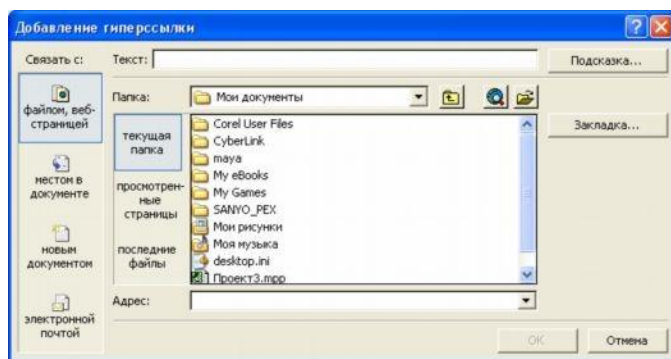 Добавление гиперссылки
Связать с:
Текст:
Подсказка...
файлом, веб-
страницей
Папка:
Мои документы
Закладка...
текущая
папка
Corel User Files
CyberLink
maya
My eBooks
My Games
SANYO_PEX
Мои рисунки
Моя музыка
desktop.ini
Проект3.mpp
местом в
документе
просмотрен-
ные
страницы
новым
документом
последние
файлы
электронной
почтой
Адрес:
ОК
Отмена